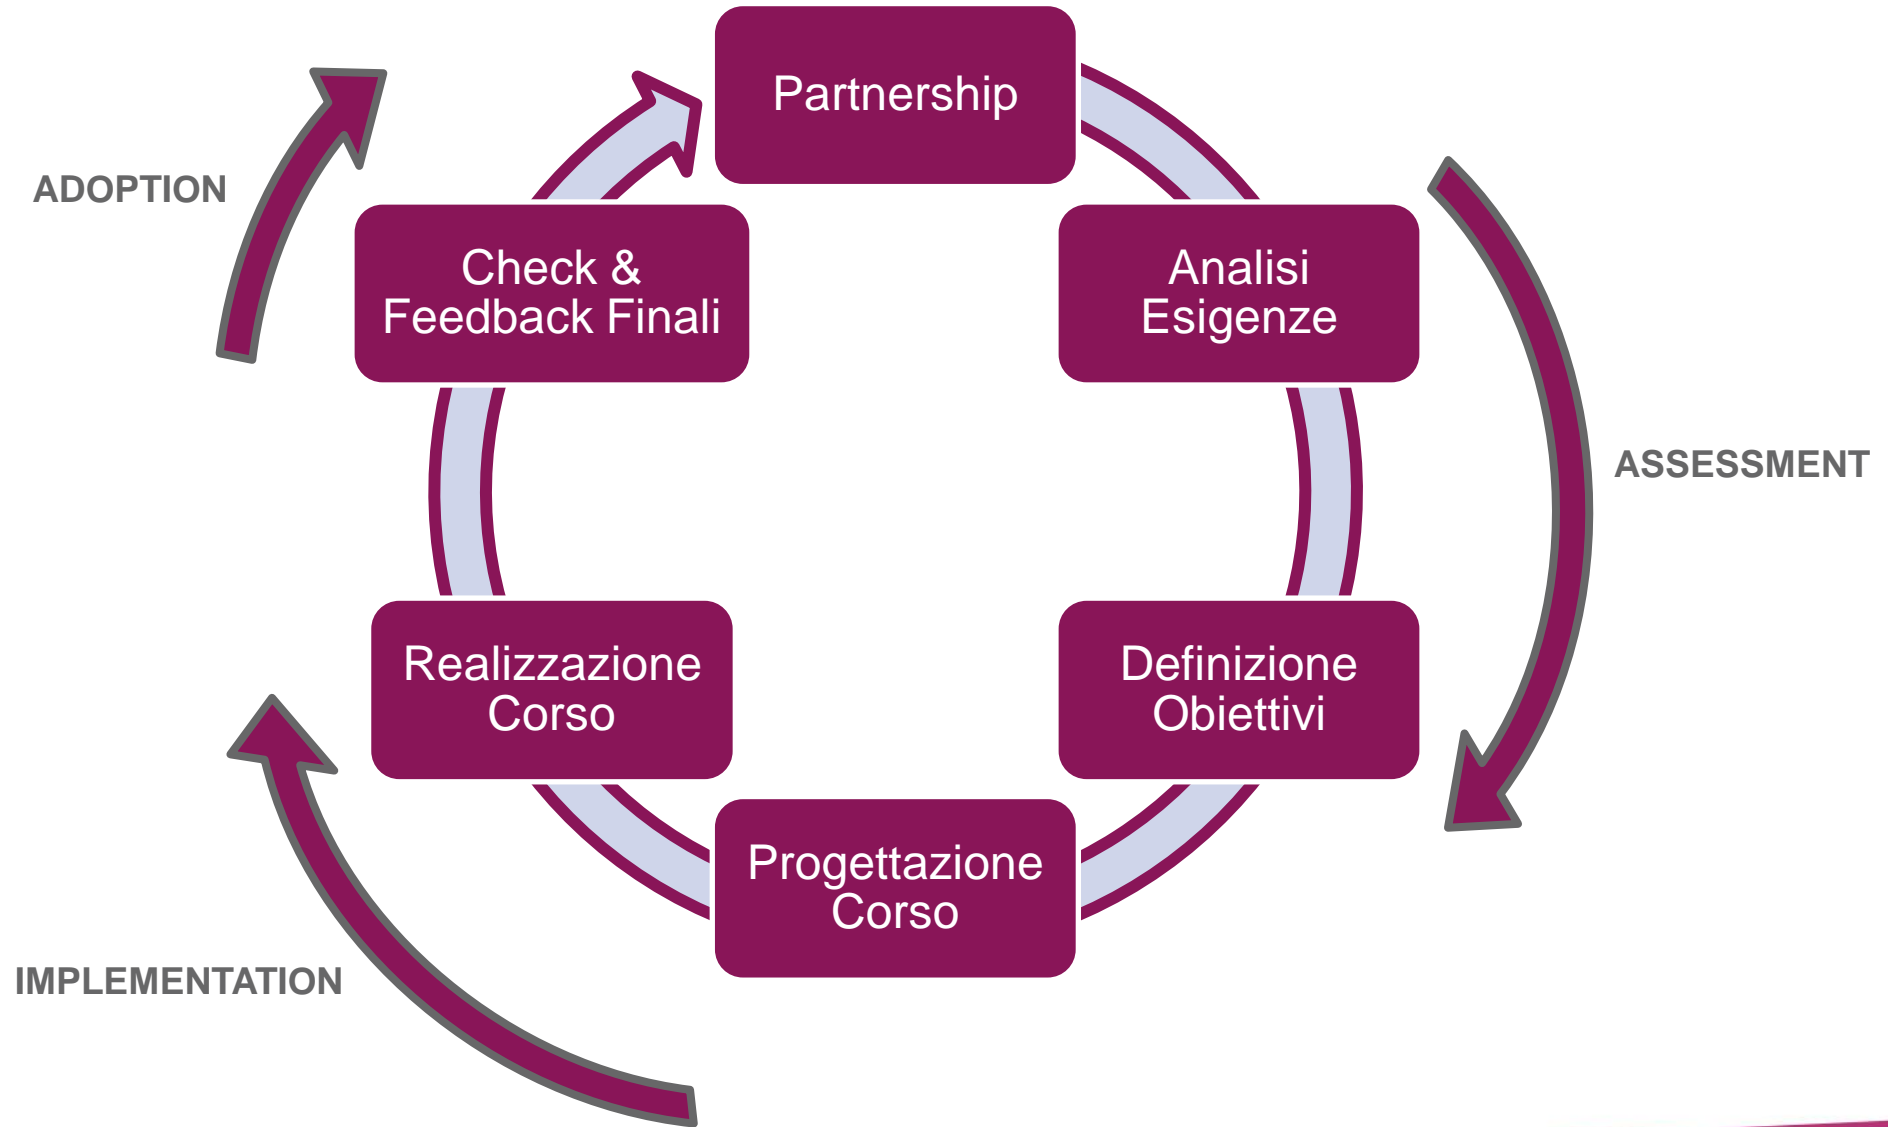 Partnership
Analisi
Esigenze
ASSESSMENT
Definizione
Obiettivi
Progettazione
Corso
IMPLEMENTATION
Realizzazione
Corso
Check &
Feedback Finali
ADOPTION